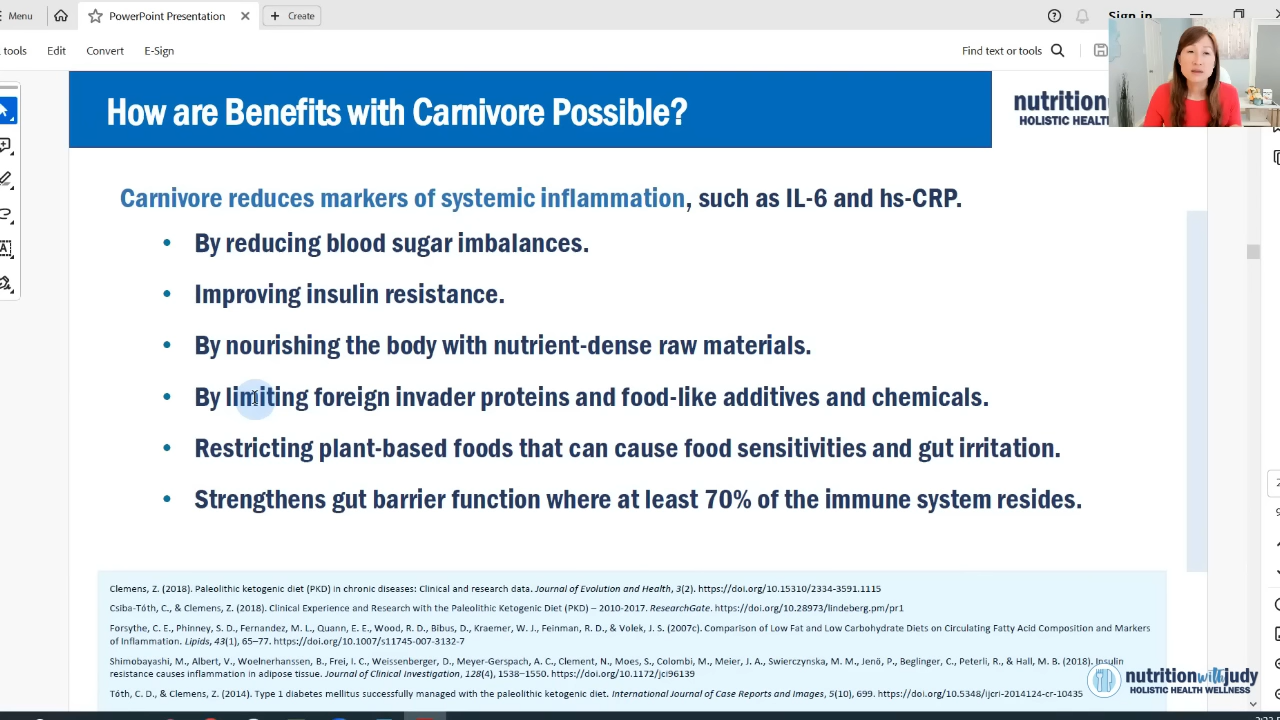 Menu
PowerPoint Presentation
Create
Sign in
tools
Edit
Convert
E-Sign
Find text or tools
How are Benefits with Carnivore Possible?
nutrition
HOLISTIC HEALTH
Carnivore reduces markers of systemic inflammation, such as IL-6 and hs-CRP.
• By reducing blood sugar imbalances.
• Improving insulin resistance.
• By nourishing the body with nutrient-dense raw materials.
• By limiting foreign invader proteins and food-like additives and chemicals.
• Restricting plant-based foods that can cause food sensitivities and gut irritation.
• Strengthens gut barrier function where at least 70% of the immune system resides.
Clemens, Z. (2018). Paleolithic ketogenic diet (PKD) in chronic diseases: Clinical and research data. Journal of Evolution and Health, 3(2). https://doi.org/10.15310/2334-3591.1115
Csiba-Tóth, C., & Clemens, Z. (2018). Clinical Experience and Research with the Paleolithic Ketogenic Diet (PKD) – 2010-2017. ResearchGate. https://doi.org/10.28973/lindeberg.pm/pr1
Forsythe, C. E., Phinney, S. D., Fernandez, M. L., Quann, E. E., Wood, R. D., Bibus, D., Kraemer, W. J., Feinman, R. D., & Volek, J. S. (2007c). Comparison of Low Fat and Low Carbohydrate Diets on Circulating Fatty Acid Composition and Markers
of Inflammation. Lipids, 43(1), 65–77. https://doi.org/10.1007/s11745-007-3132-7
Shimobayashi, M., Albert, V., Woelnerhanssen, B., Frei, I. C., Weissenberger, D., Meyer-Gerspach, A. C., Clement, N., Moes, S., Colombi, M., Meier, J. A., Swierczynska, M. M., Jenö, P., Beglinger, C., Peterli, R., & Hall, M. B. (2018). Insulin
resistance causes inflammation in adipose tissue. Journal of Clinical Investigation, 128(4), 1538–1550. https://doi.org/10.1172/jci96139
Tóth, C. D., & Clemens, Z. (2014). Type 1 diabetes mellitus successfully managed with the paleolithic ketogenic diet. International Journal of Case Reports and Images, 5(10), 699. https://doi.org/10.5348/ijcri-2014124-cr-10435
nutrition with judy
HOLISTIC HEALTH WELLNESS